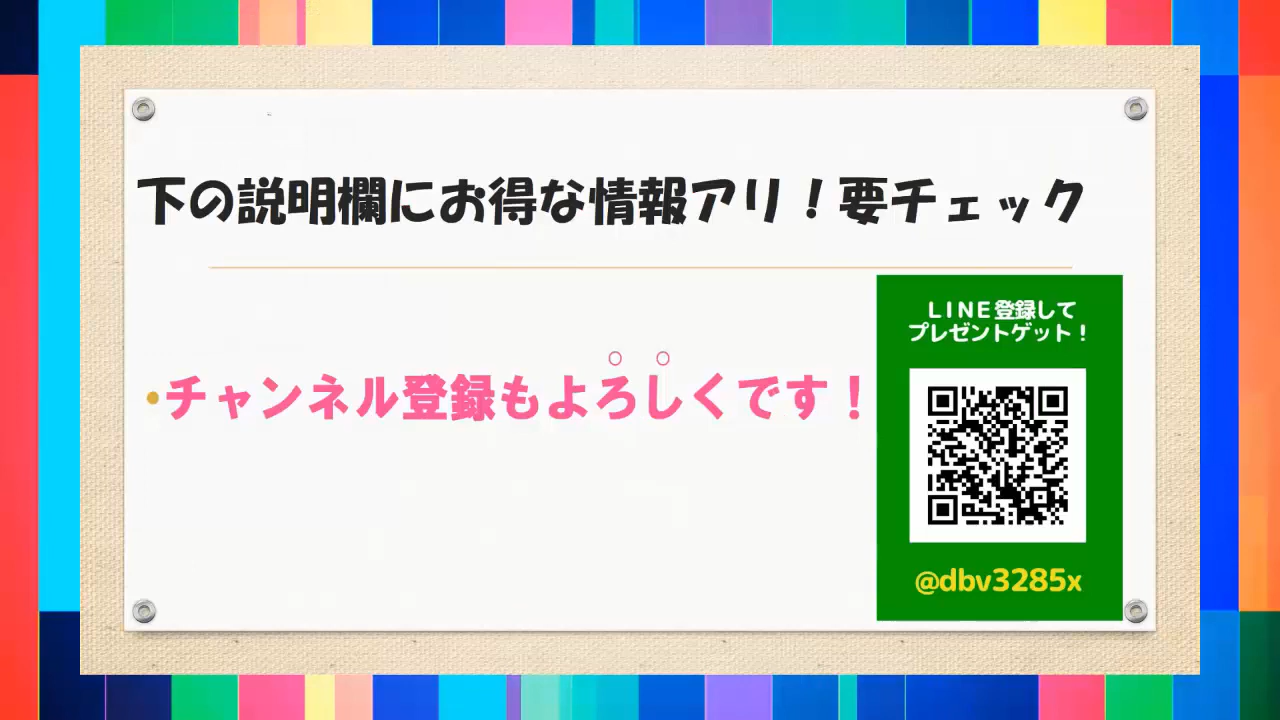 下の説明欄にお得な情報アリ！要チェック
•チャンネル登録もよろしくです！
LINE登録して
プレゼントゲット！
@dbv3285x